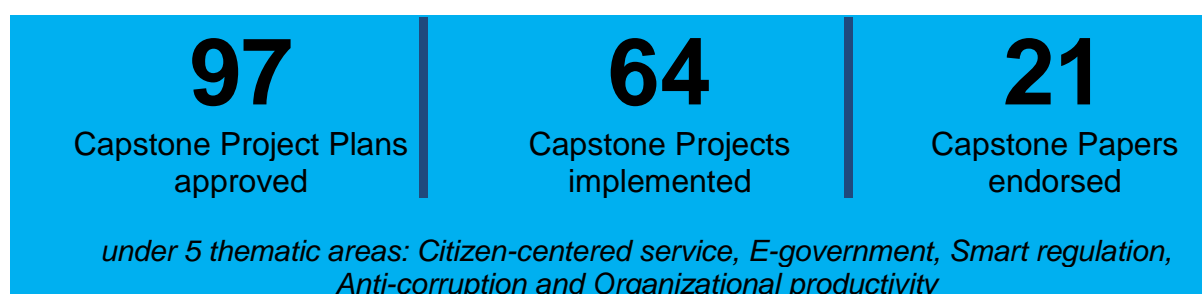 97
Capstone Project Plans
approved
64
Capstone Projects
implemented
21
Capstone Papers
endorsed
under 5 thematic areas: Citizen-centered service, E-government, Smart regulation,
Anti-corruption and Organizational productivity